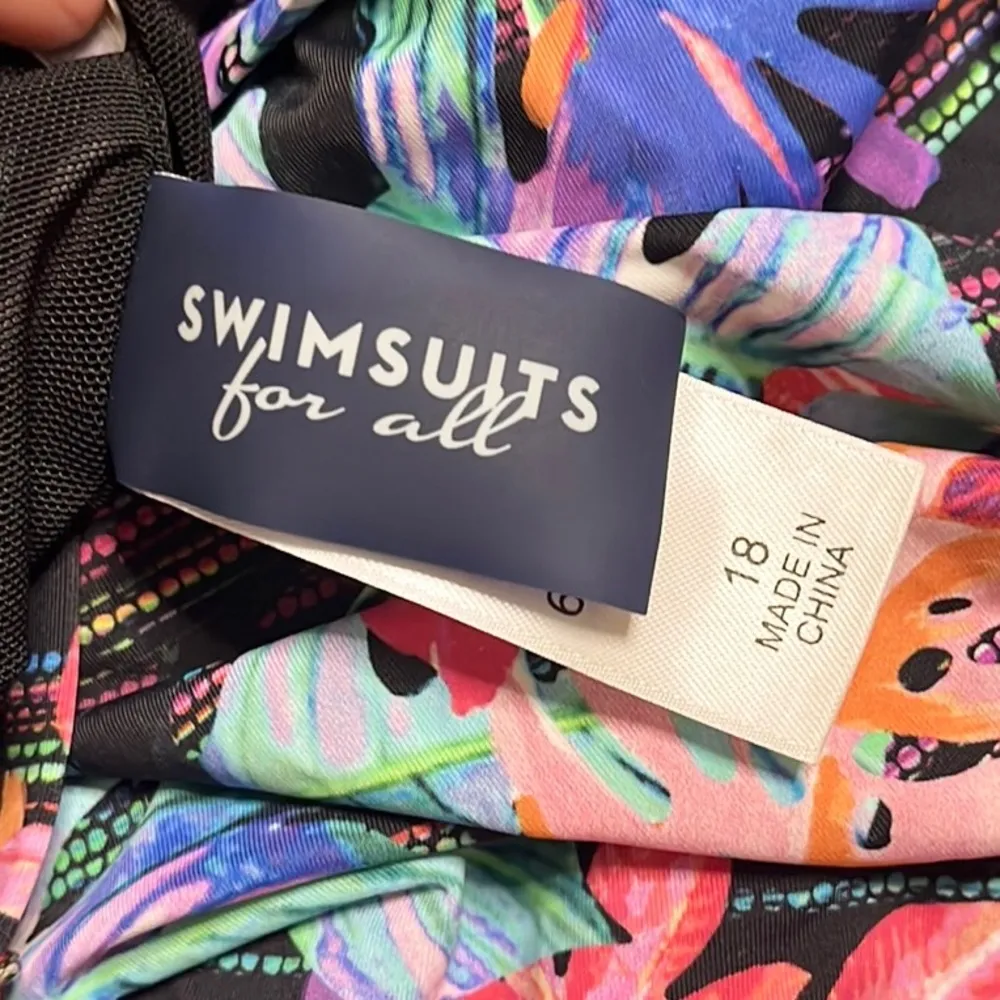 SWIMSUITS
for all
18
MADE IN
CHINA